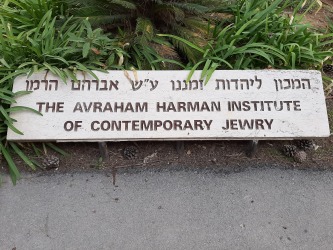 המכון ליהדות זמננו ע"ש אברהם הרמן
THE AVRAHAM HARMAN INSTITUTE
OF CONTEMPORARY JEWRY